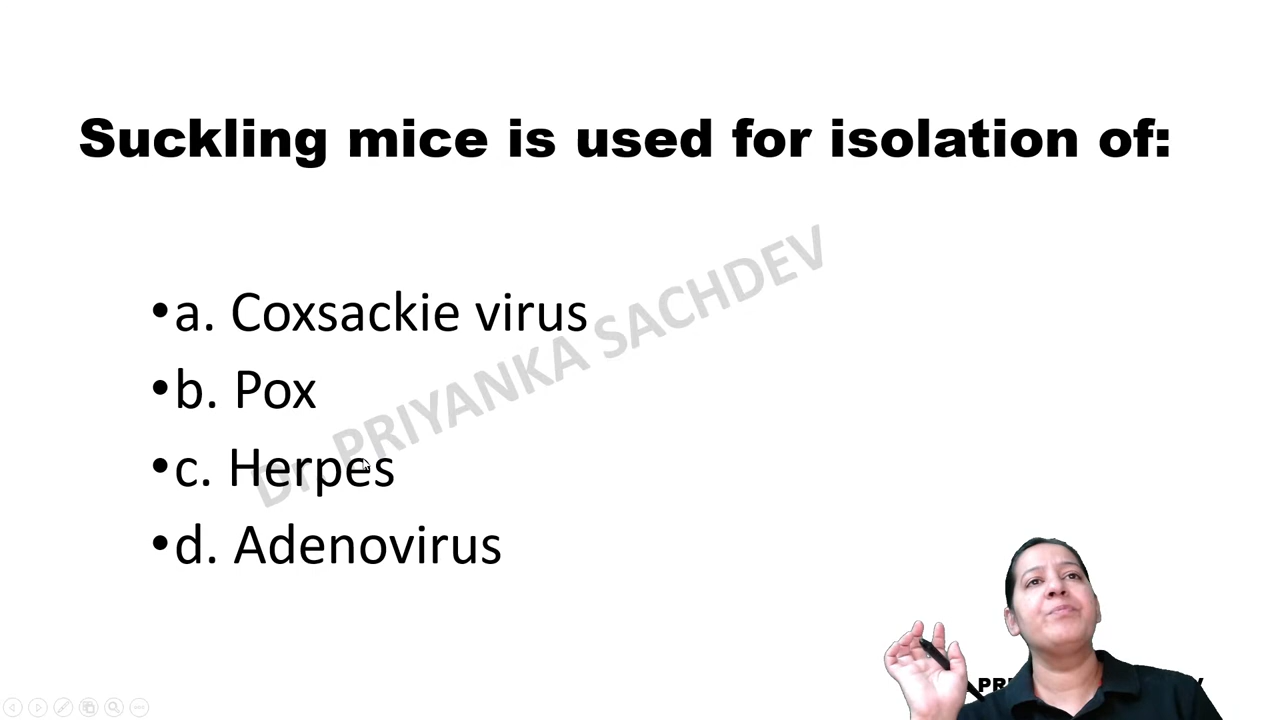 Suckling mice is used for isolation of:
•a. Coxsackie virus
•b. Pox
•c. Herpes
•d. Adenovirus
Dr PRIYANKA SACHDEV